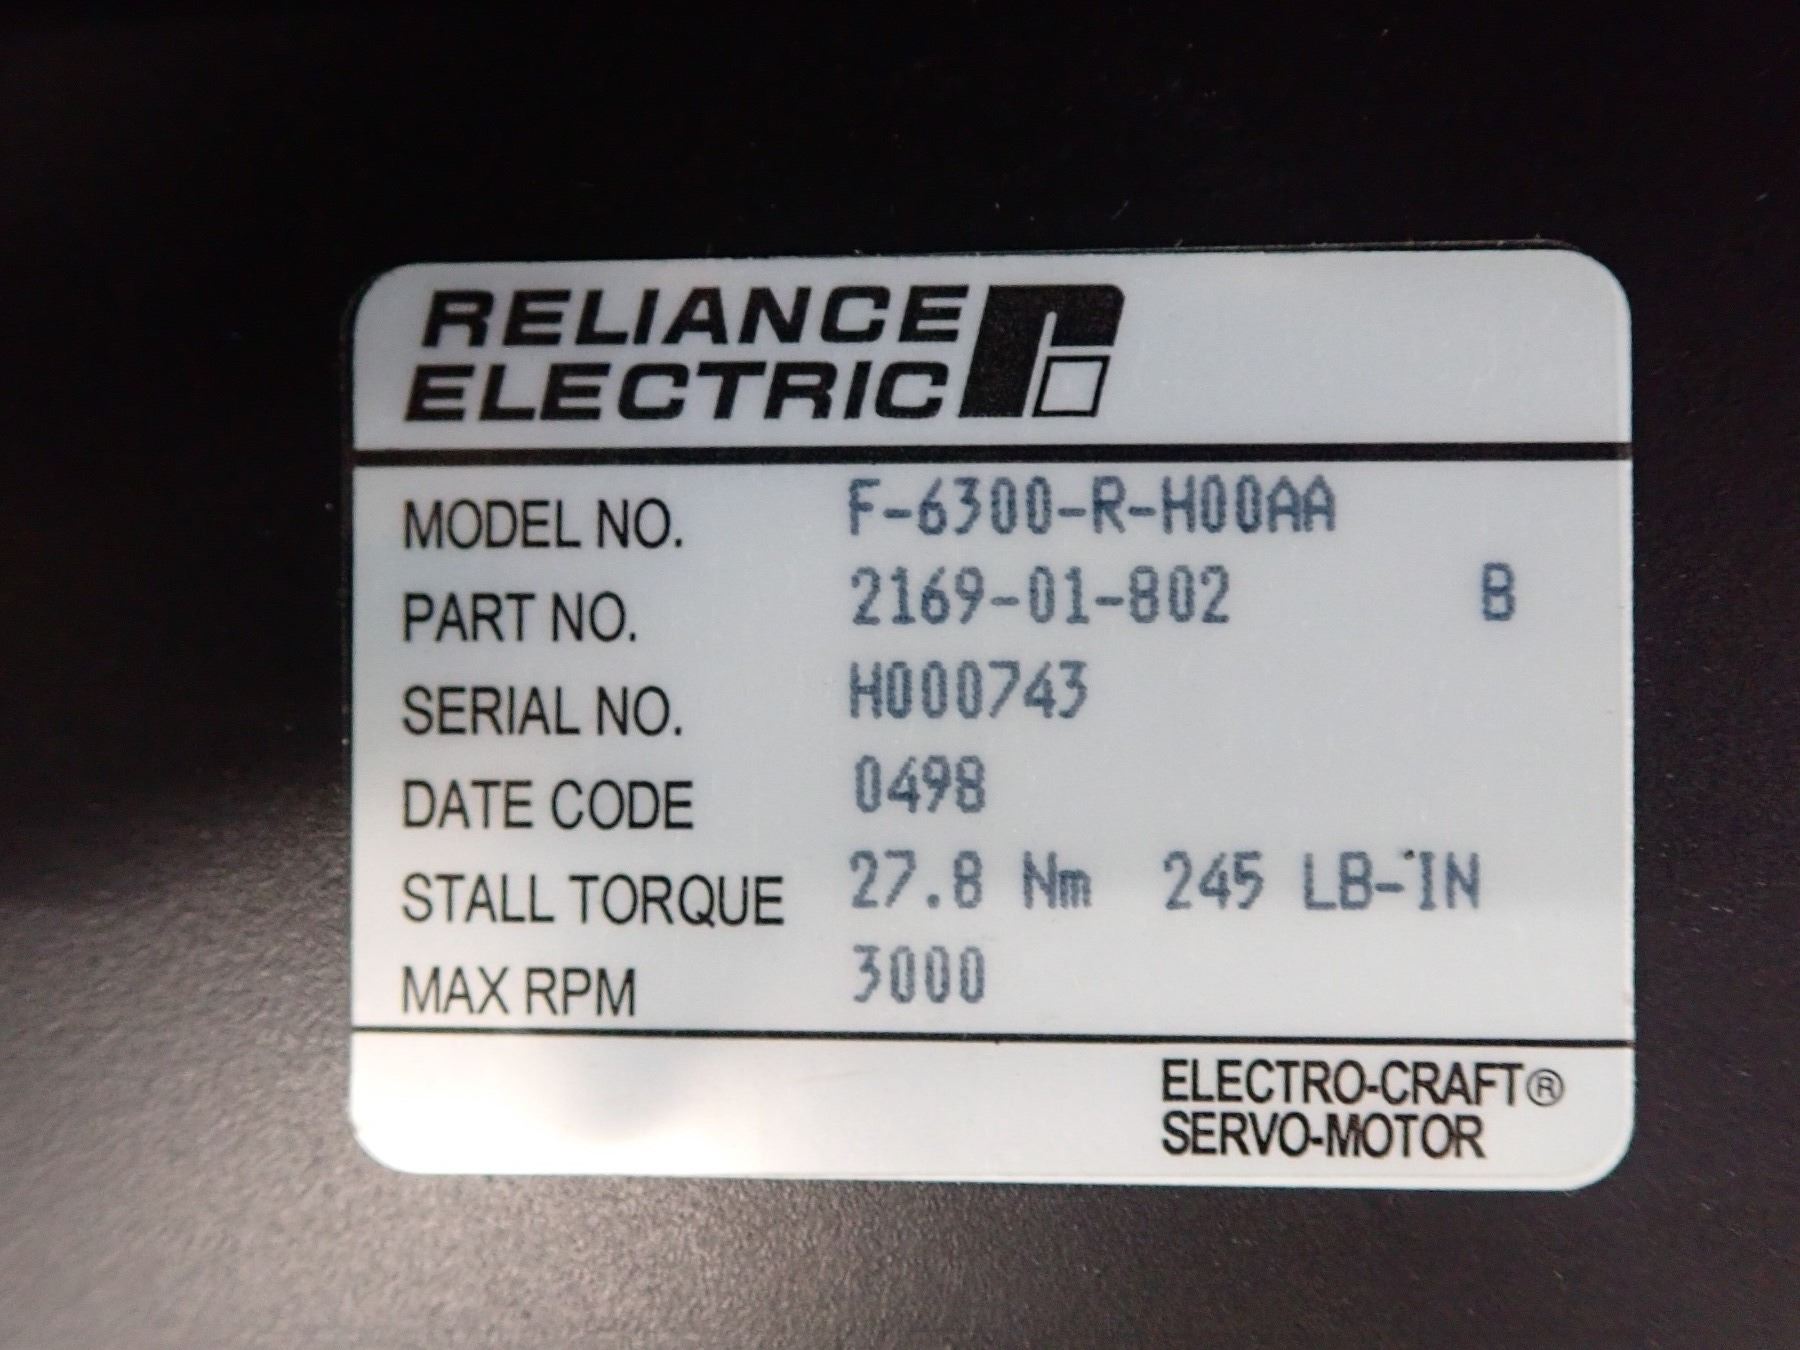 RELIANCE
ELECTRIC
MODEL NO. F-6300-R-H00AA
PART NO. 2169-01-802 B
SERIAL NO. H000743
DATE CODE 0498
STALL TORQUE 27.8 Nm 245 LB-IN
MAX RPM 3000
ELECTRO-CRAFT®
SERVO-MOTOR